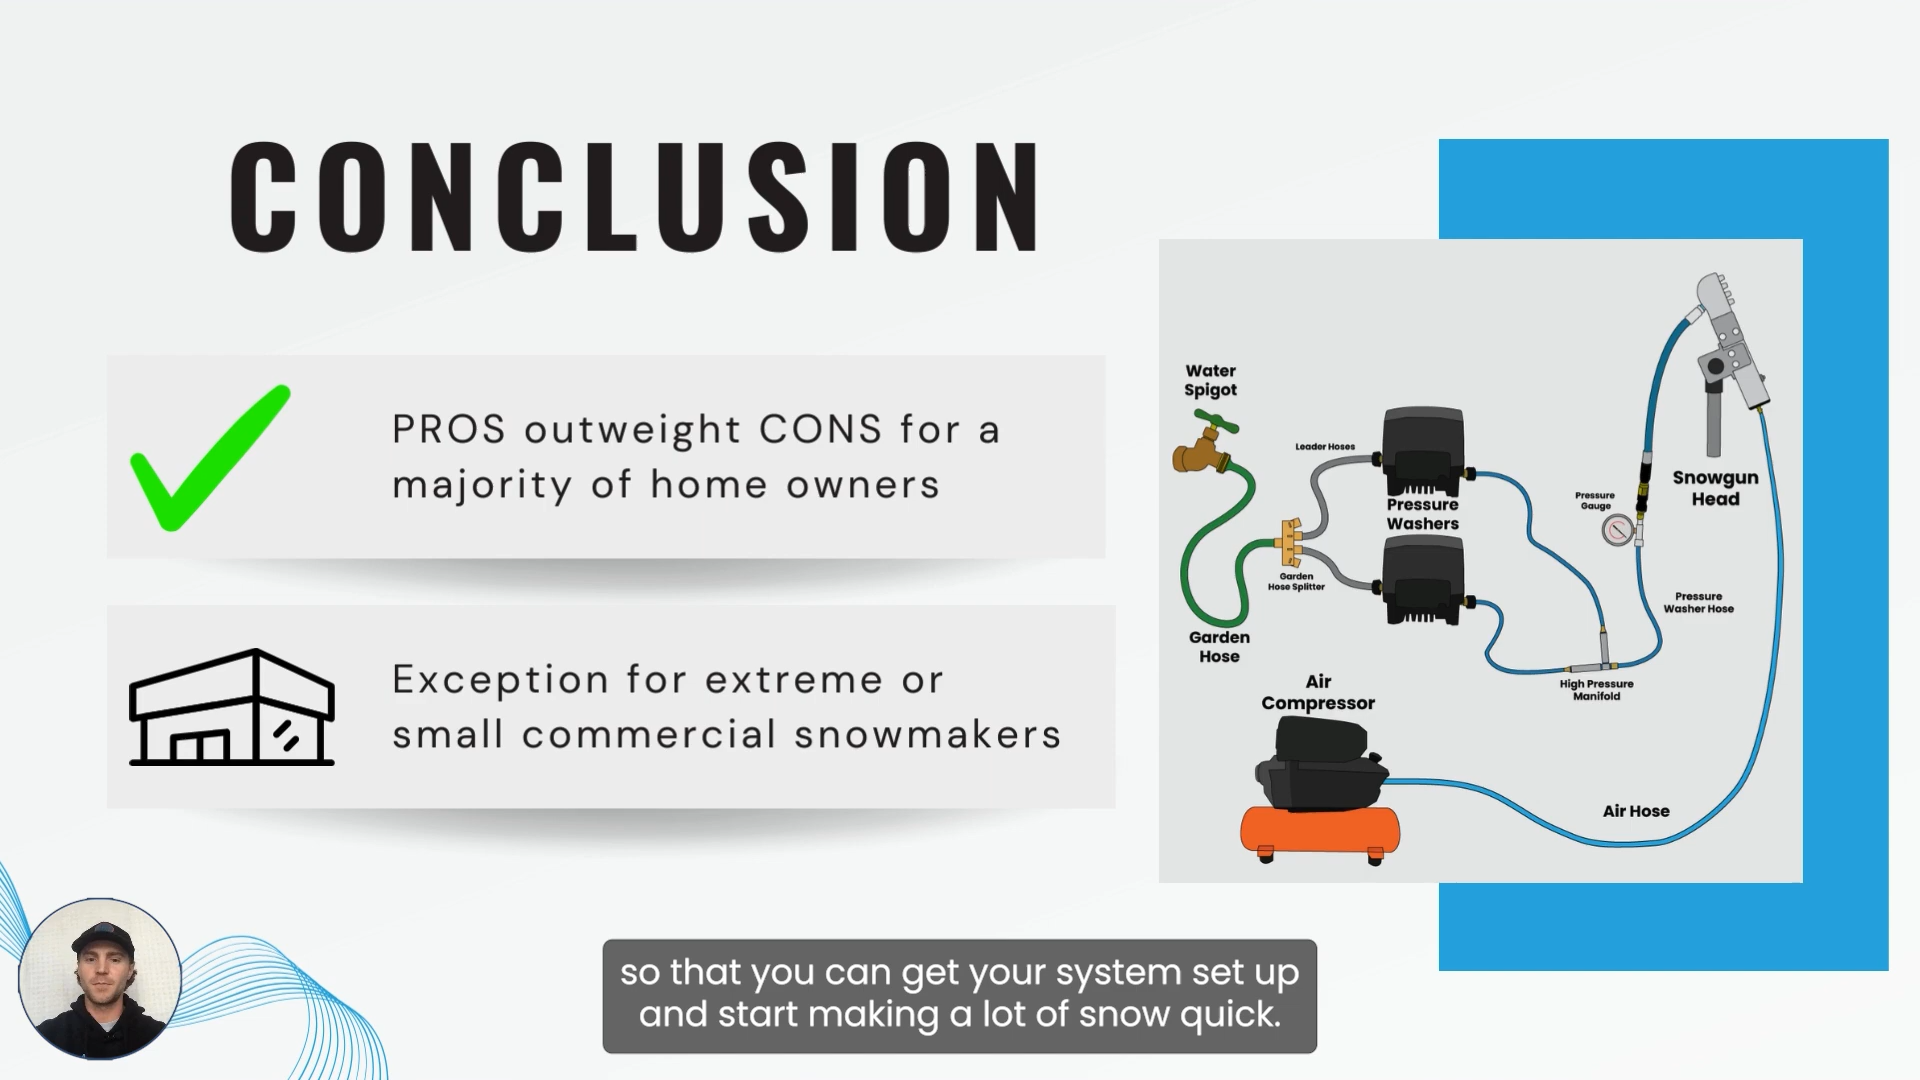 CONCLUSION
PROS outweight CONS for a
majority of home owners
Exception for extreme or
small commercial snowmakers
Water
Spigot
Leader Hoses
Pressure
Washers
Garden
Hose Splitter
Garden
Hose
Air
Compressor
Pressure
Gauge
Snowgun
Head
Pressure
Washer Hose
High Pressure
Manifold
Air Hose
so that you can get your system set up
and start making a lot of snow quick.